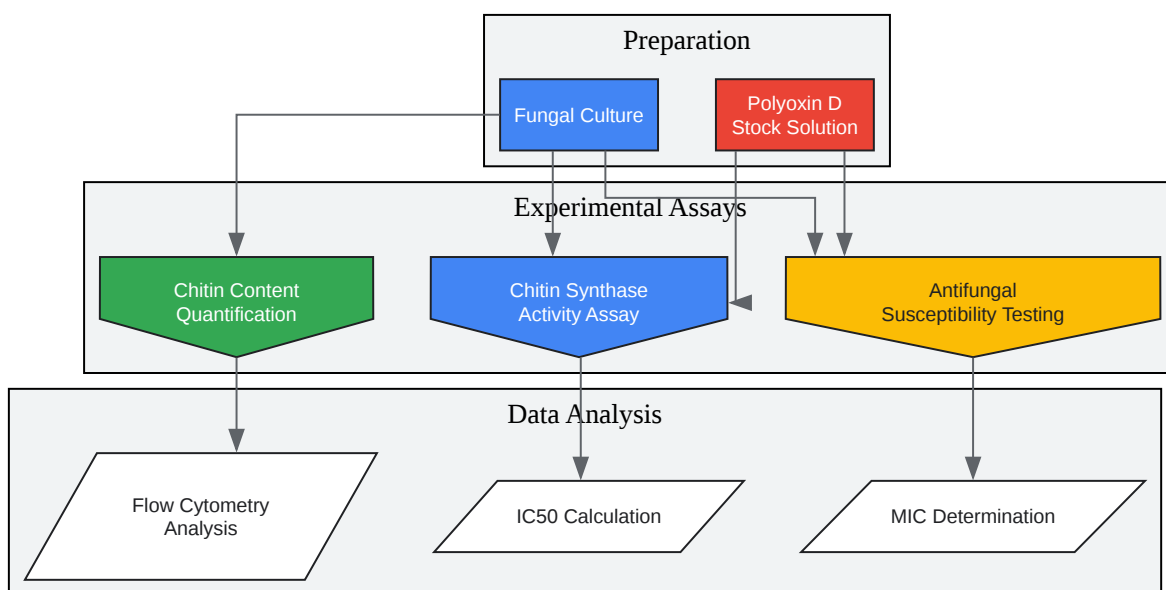 Preparation
Fungal Culture
Polyoxin D
Stock Solution
Experimental Assays
Chitin Content
Quantification
Chitin Synthase
Activity Assay
Antifungal
Susceptibility Testing
Data Analysis
Flow Cytometry
Analysis
IC50 Calculation
MIC Determination